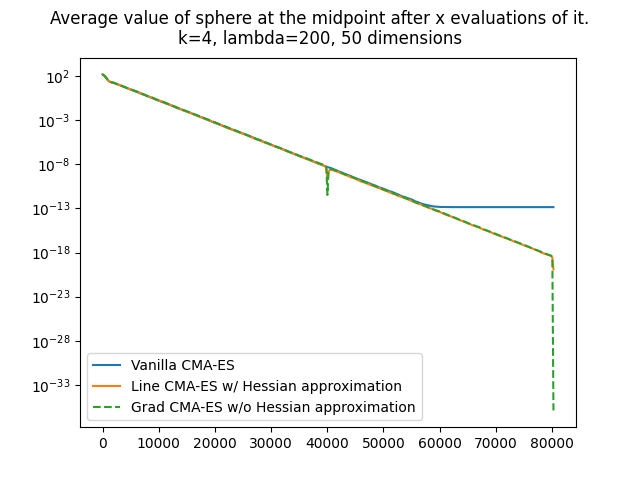 Average value of sphere at the midpoint after x evaluations of it.
k=4, lambda=200, 50 dimensions
10^2
10^-3
10^-8
10^-13
10^-18
10^-23
10^-28
10^-33
Vanilla CMA-ES
Line CMA-ES w/ Hessian approximation
Grad CMA-ES w/o Hessian approximation
0 10000 20000 30000 40000 50000 60000 70000 80000